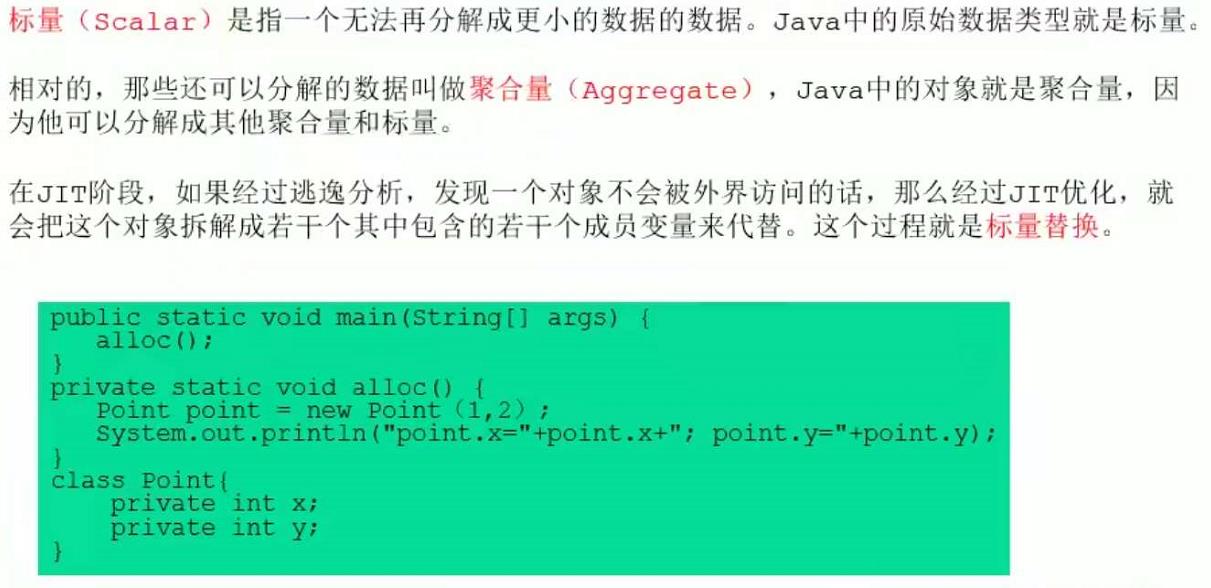 标量（Scalar）是指一个无法再分解成更小的数据的数据。Java中的原始数据类型就是标量。
相对的，那些还可以分解的数据叫做聚合量（Aggregate），Java中的对象就是聚合量，因
为他可以分解成其他聚合量和标量。
在JIT阶段，如果经过逃逸分析，发现一个对象不会被外界访问的话，那么经过JIT优化，就
会把这个对象拆解成若干个其中包含的若干个成员变量来代替。这个过程就是标量替换。
public static void main(String[] args) {
   alloc();
}
private static void alloc() {
   Point point = new Point（1,2）;
   System.out.println("point.x="+point.x+"; point.y="+point.y);
}
class Point{
    private int x;
    private int y;
}